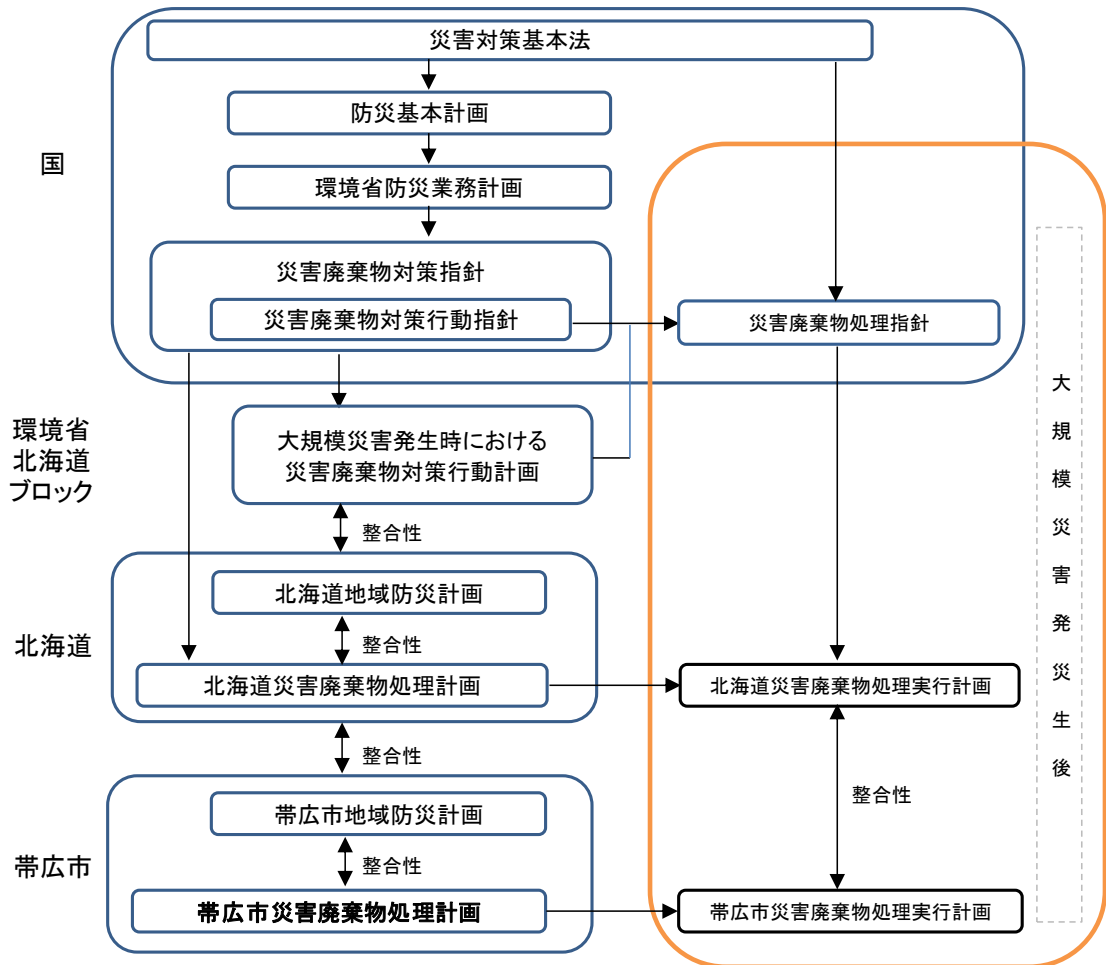 災害対策基本法
防災基本計画
国
環境省防災業務計画
災害廃棄物対策指針
災害廃棄物対策行動指針
災害廃棄物処理指針
環境省
北海道
ブロック
大規模災害発生時における
災害廃棄物対策行動計画
整合性
北海道
北海道地域防災計画
整合性
北海道災害廃棄物処理計画
北海道災害廃棄物処理実行計画
整合性
帯広市
帯広市地域防災計画
整合性
帯広市災害廃棄物処理計画
整合性
帯広市災害廃棄物処理実行計画
大規模災害発災生後